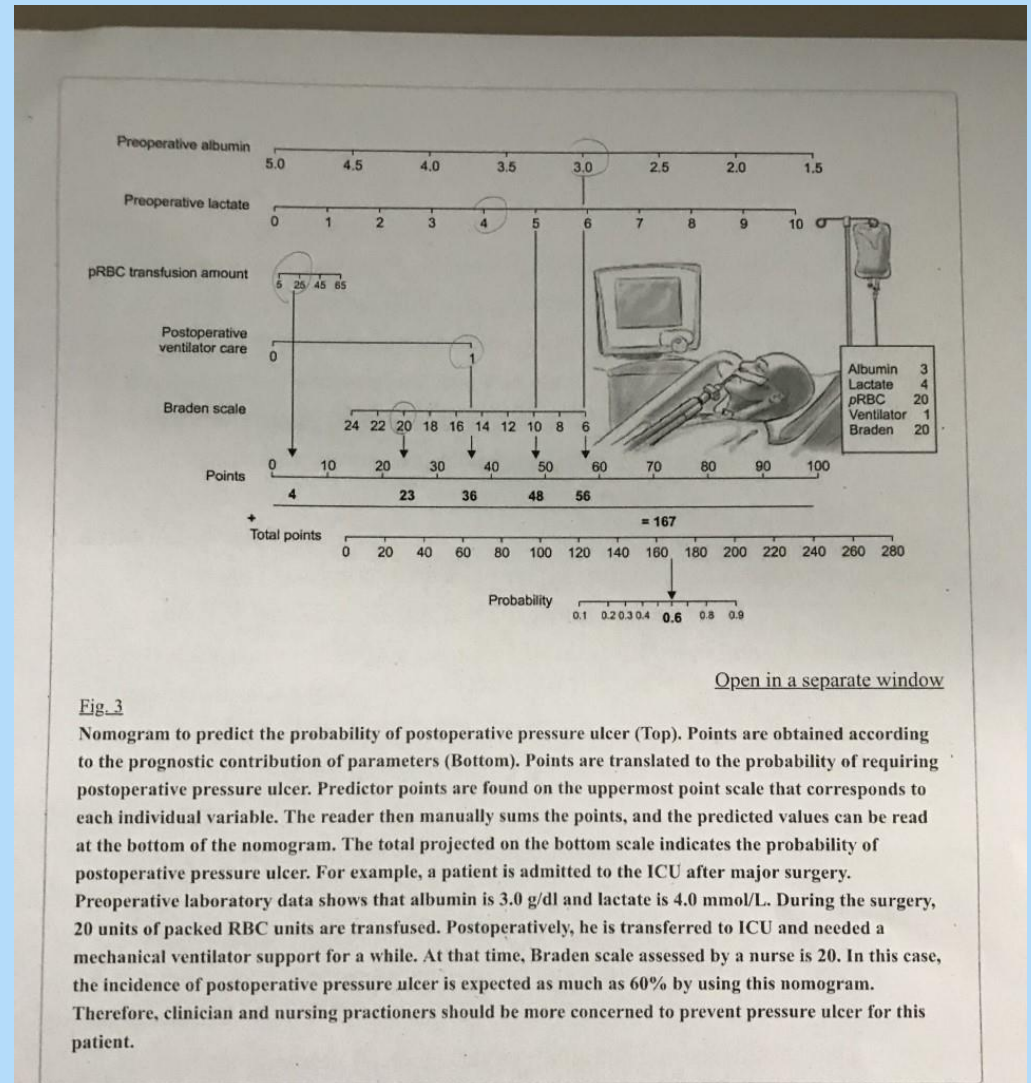 Preoperative albumin
5.0 4.5 4.0 3.5 3.0 2.5 2.0 1.5
Preoperative lactate
0 1 2 3 4 5 6 7 8 9 10
pRBC transfusion amount
5 25 45 65
Postoperative
ventilator care
0 1
Albumin 3
Lactate 4
pRBC 20
Ventilator 1
Braden 20
Braden scale
24 22 20 18 16 14 12 10 8 6
Points
0 10 20 30 40 50 60 70 80 90 100
4 23 36 48 56
+
= 167
Total points
0 20 40 60 80 100 120 140 160 180 200 220 240 260 280
Probability
0.1 0.2 0.3 0.4 0.6 0.8 0.9
Open in a separate window
Fig. 3
Nomogram to predict the probability of postoperative pressure ulcer (Top). Points are obtained according
to the prognostic contribution of parameters (Bottom). Points are translated to the probability of requiring
postoperative pressure ulcer. Predictor points are found on the uppermost point scale that corresponds to
each individual variable. The reader then manually sums the points, and the predicted values can be read
at the bottom of the nomogram. The total projected on the bottom scale indicates the probability of
postoperative pressure ulcer. For example, a patient is admitted to the ICU after major surgery.
Preoperative laboratory data shows that albumin is 3.0 g/dl and lactate is 4.0 mmol/L. During the surgery,
20 units of packed RBC units are transfused. Postoperatively, he is transferred to ICU and needed a
mechanical ventilator support for a while. At that time, Braden scale assessed by a nurse is 20. In this case,
the incidence of postoperative pressure ulcer is expected as much as 60% by using this nomogram.
Therefore, clinician and nursing practioners should be more concerned to prevent pressure ulcer for this
patient.